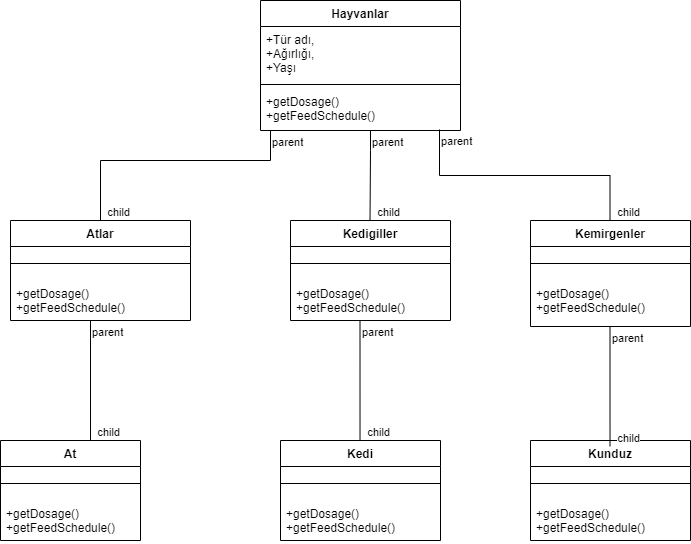 Hayvanlar
+Tür adı,
+Ağırlığı,
+Yaşı
+getDosage()
+getFeedSchedule()
parent
parent
parent
child
child
child
Atlar
+getDosage()
+getFeedSchedule()
Kedigiller
+getDosage()
+getFeedSchedule()
Kemirgenler
+getDosage()
+getFeedSchedule()
parent
parent
parent
child
child
child
At
+getDosage()
+getFeedSchedule()
Kedi
+getDosage()
+getFeedSchedule()
Kunduz
+getDosage()
+getFeedSchedule()